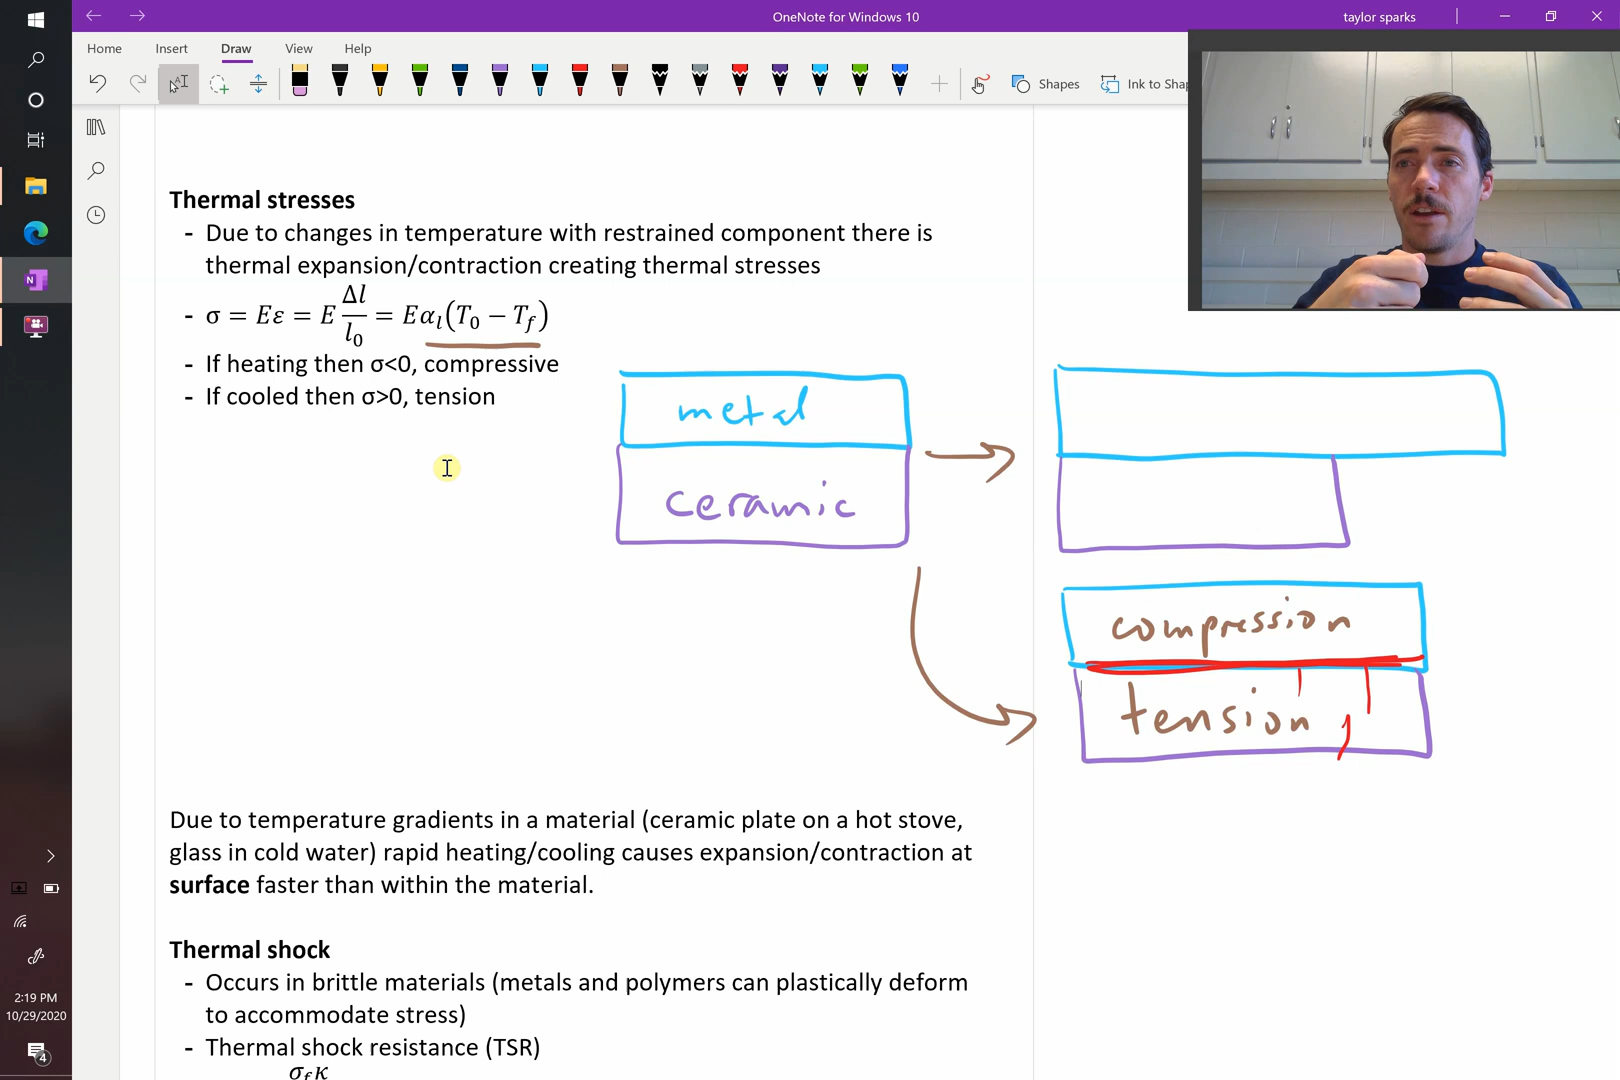 OneNote for Windows 10
taylor sparks
Home Insert Draw View Help
Shapes
Ink to Shap
Thermal stresses
- Due to changes in temperature with restrained component there is
thermal expansion/contraction creating thermal stresses
- σ = Eε = E Δl/l₀ = Eαₗ(T₀ − T_f)
- If heating then σ<0, compressive
- If cooled then σ>0, tension
metal
ceramic
compression
tension
Due to temperature gradients in a material (ceramic plate on a hot stove,
glass in cold water) rapid heating/cooling causes expansion/contraction at
surface faster than within the material.
Thermal shock
- Occurs in brittle materials (metals and polymers can plastically deform
to accommodate stress)
- Thermal shock resistance (TSR)
σ_f κ
2:19 PM
10/29/2020
4